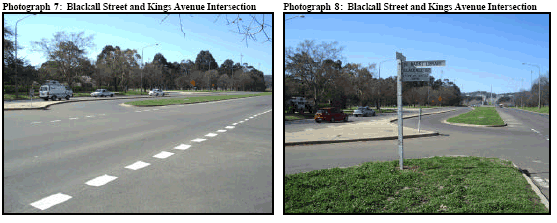 Photograph 7:  Blackall Street and Kings Avenue Intersection
Photograph 8:  Blackall Street and Kings Avenue Intersection